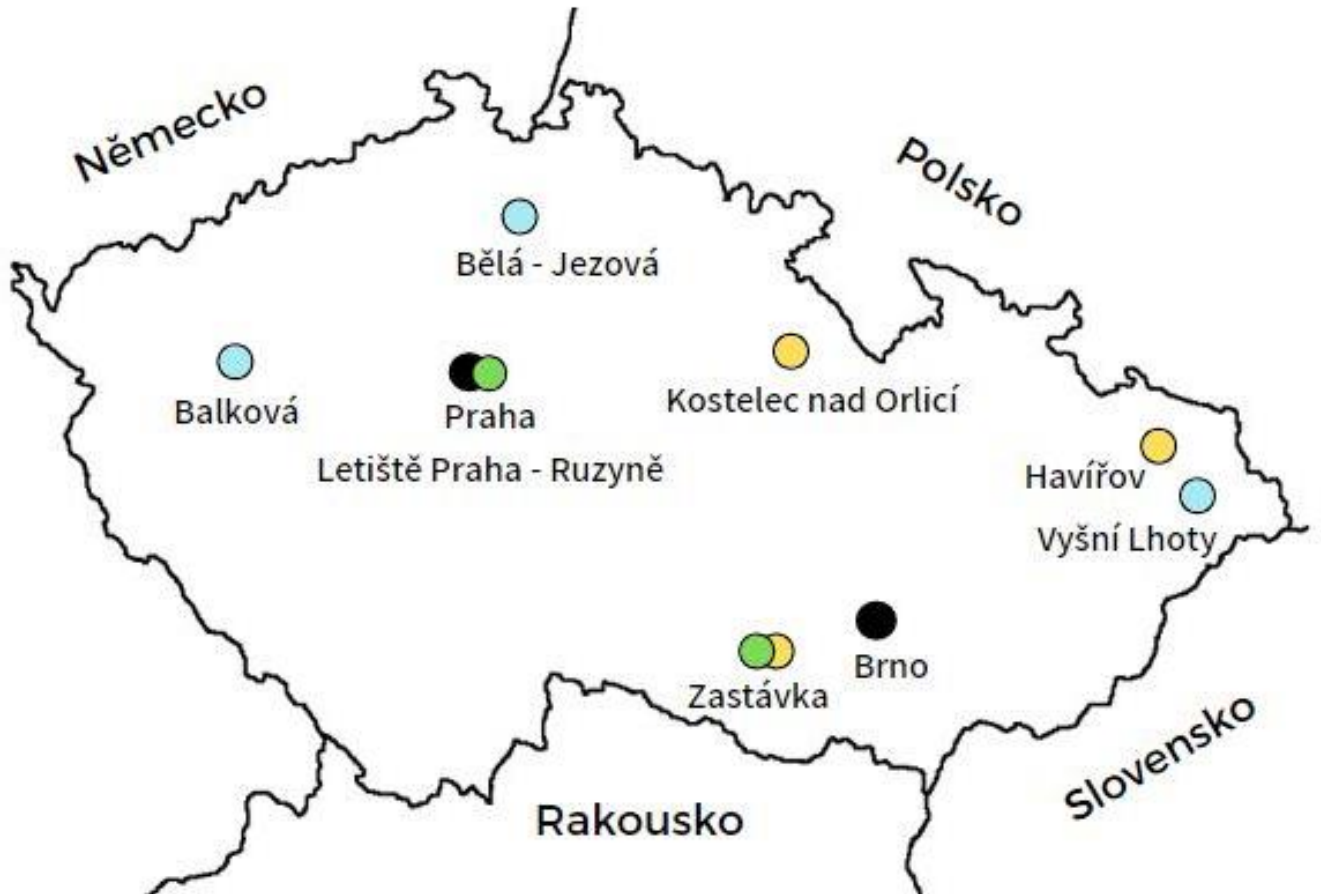 Německo
Polsko
Bělá - Jezová
Balková
Praha
Letiště Praha - Ruzyně
Kostelec nad Orlicí
Havířov
Vyšní Lhoty
Zastávka
Brno
Rakousko
Slovensko